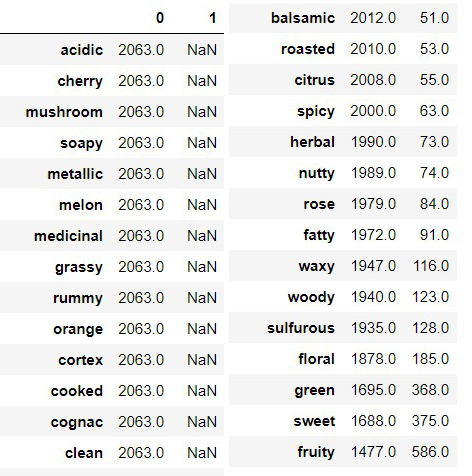 0 1
acidic 2063.0 NaN
cherry 2063.0 NaN
mushroom 2063.0 NaN
soapy 2063.0 NaN
metallic 2063.0 NaN
melon 2063.0 NaN
medicinal 2063.0 NaN
grassy 2063.0 NaN
rummy 2063.0 NaN
orange 2063.0 NaN
cortex 2063.0 NaN
cooked 2063.0 NaN
cognac 2063.0 NaN
clean 2063.0 NaN
balsamic 2012.0 51.0
roasted 2010.0 53.0
citrus 2008.0 55.0
spicy 2000.0 63.0
herbal 1990.0 73.0
nutty 1989.0 74.0
rose 1979.0 84.0
fatty 1972.0 91.0
waxy 1947.0 116.0
woody 1940.0 123.0
sulfurous 1935.0 128.0
floral 1878.0 185.0
green 1695.0 368.0
sweet 1688.0 375.0
fruity 1477.0 586.0